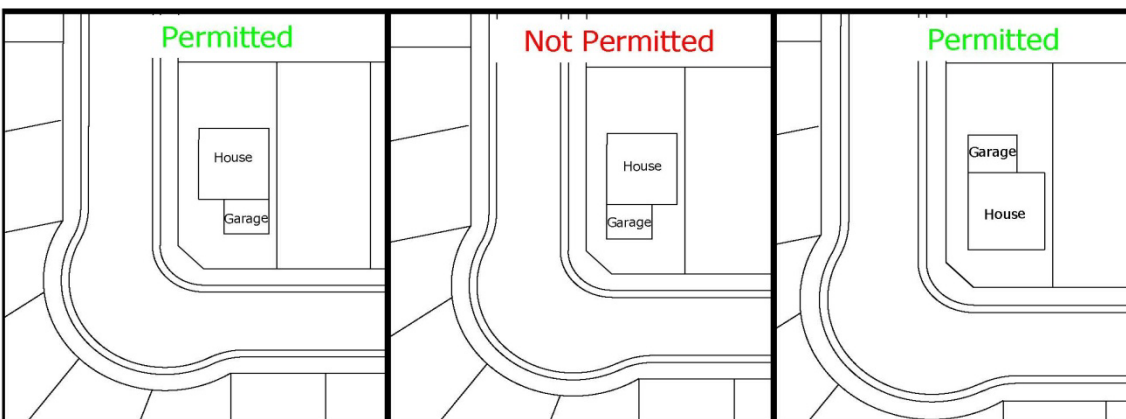 Permitted
House
Garage
Not Permitted
House
Garage
Permitted
Garage
House